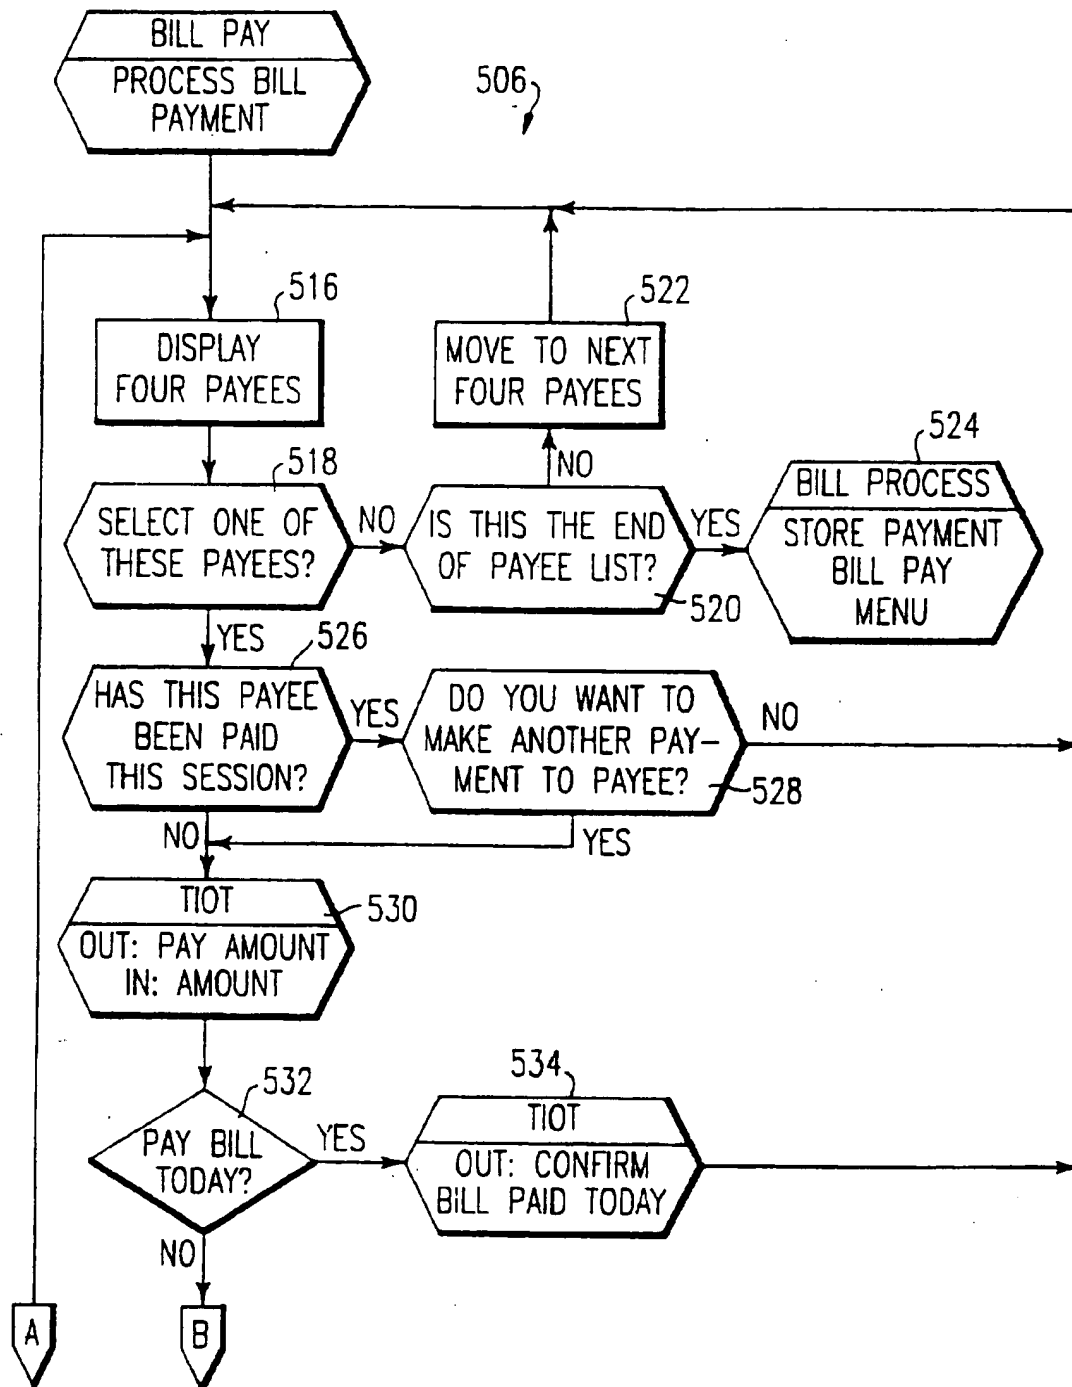 BILL PAY
PROCESS BILL
PAYMENT
506
516
DISPLAY
FOUR PAYEES
522
MOVE TO NEXT
FOUR PAYEES
518
SELECT ONE OF
THESE PAYEES?
NO
NO
IS THIS THE END
OF PAYEE LIST?
520
YES
524
BILL PROCESS
STORE PAYMENT
BILL PAY
MENU
YES
526
HAS THIS PAYEE
BEEN PAID
THIS SESSION?
YES
DO YOU WANT TO
MAKE ANOTHER PAY-
MENT TO PAYEE?
528
NO
NO
YES
TIOT
530
OUT: PAY AMOUNT
IN: AMOUNT
532
PAY BILL
TODAY?
YES
534
TIOT
OUT: CONFIRM
BILL PAID TODAY
NO
A
B